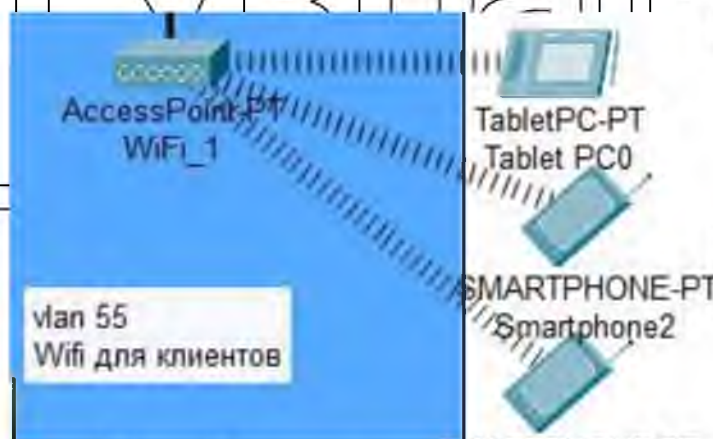 AccessPoint-PT
WiFi_1
TabletPC-PT
Tablet PC0
SMARTPHONE-PT
Smartphone2
vlan 55
Wifi для клиентов